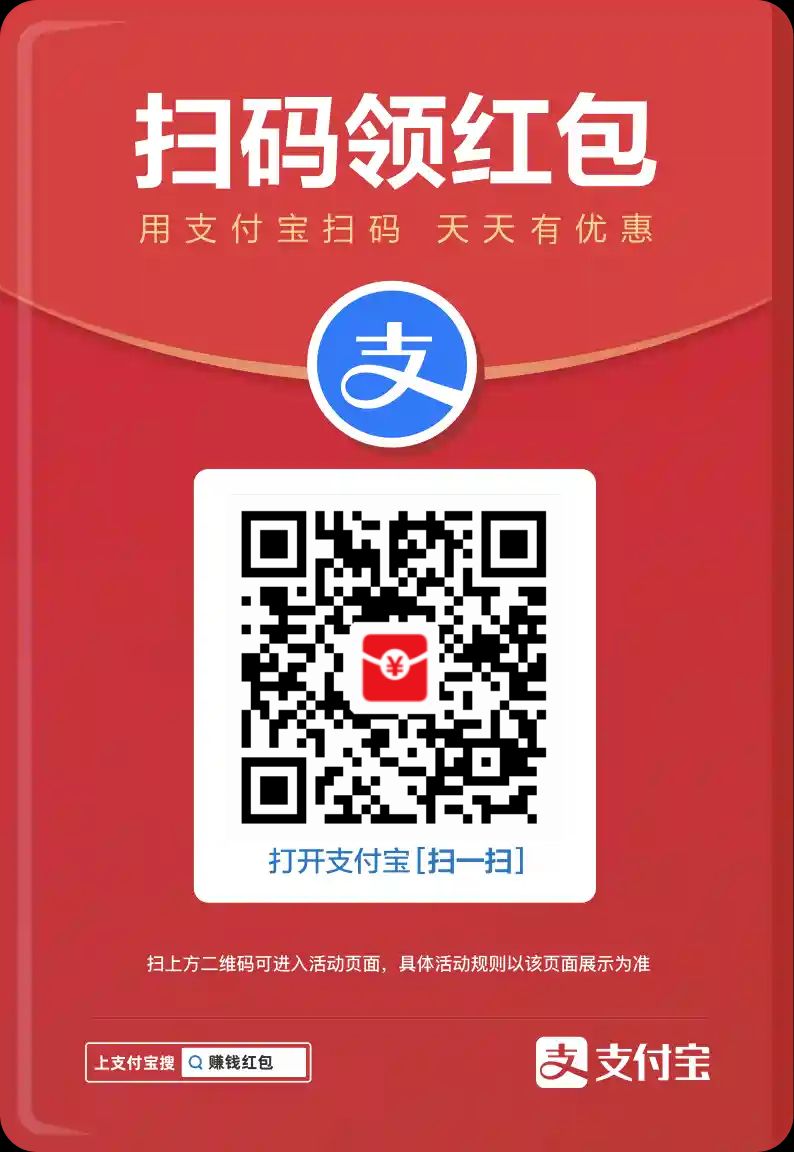 扫码领红包
用支付宝扫码 天天有优惠
支
¥
打开支付宝[扫一扫]
扫上方二维码可进入活动页面，具体活动规则以该页面展示为准
上支付宝搜 赚钱红包
支 支付宝